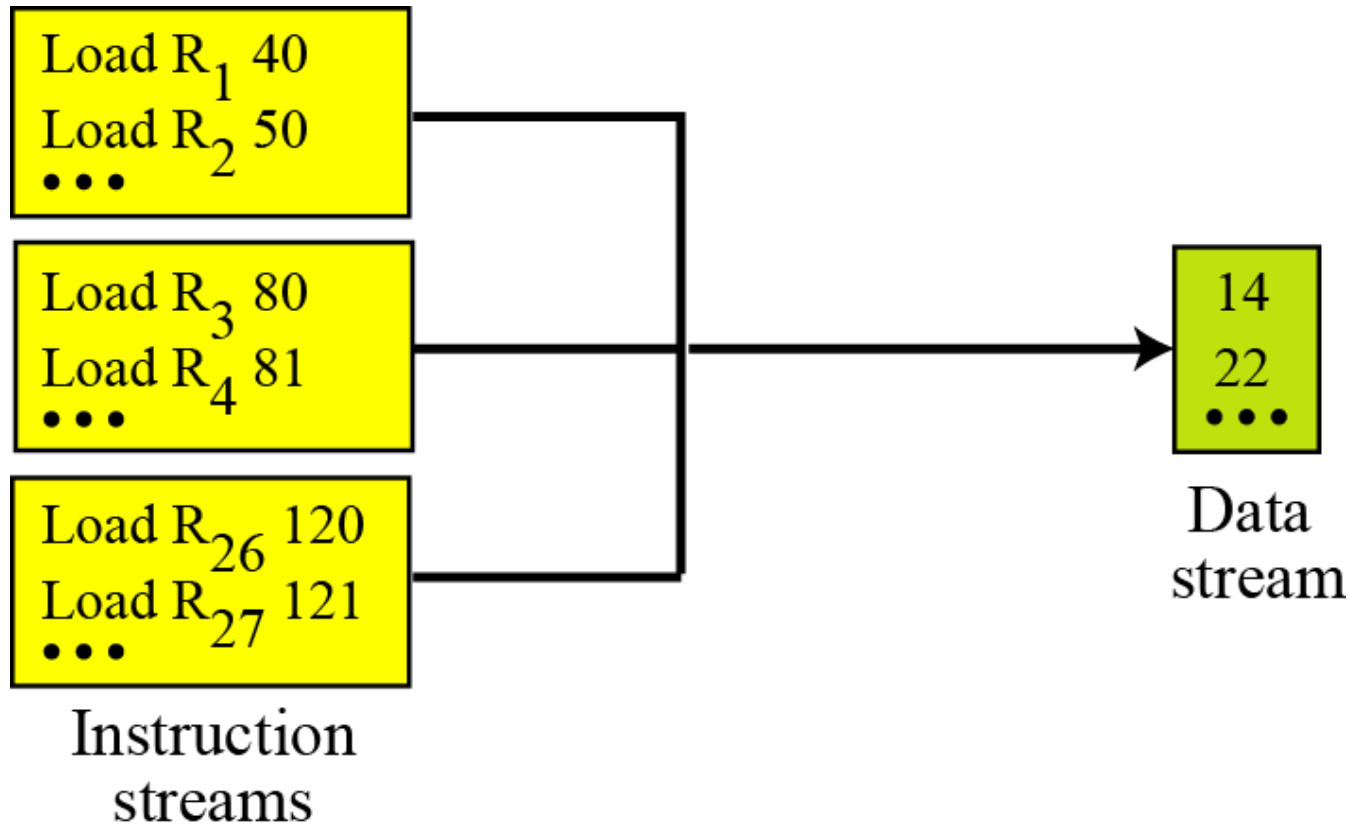 Load R₁ 40
Load R₂ 50
•••
Load R₃ 80
Load R₄ 81
•••
Load R₂₆ 120
Load R₂₇ 121
•••
Instruction
streams
14
22
•••
Data
stream